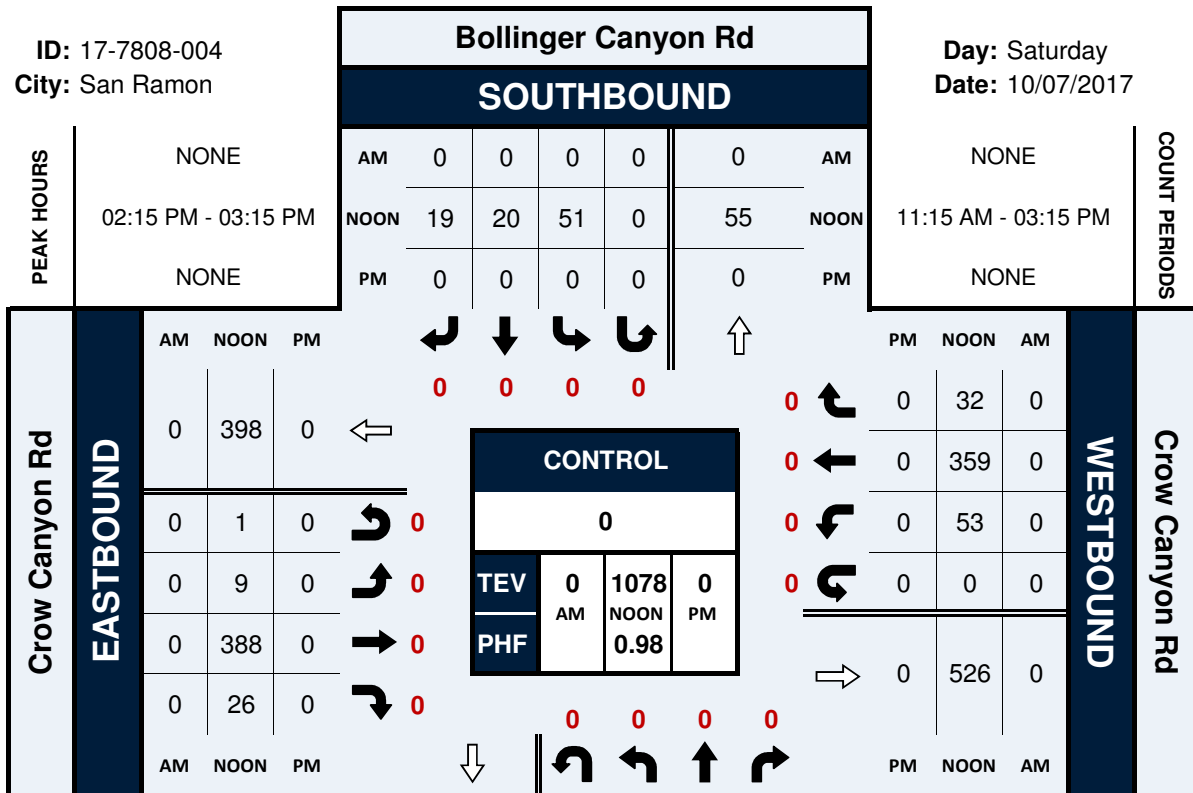 ID: 17-7808-004
City: San Ramon
Bollinger Canyon Rd
SOUTHBOUND
Day: Saturday
Date: 10/07/2017
PEAK HOURS
NONE
02:15 PM - 03:15 PM
NONE
AM 0 0 0 0 0 AM
NOON 19 20 51 0 55 NOON
PM 0 0 0 0 0 PM
NONE
11:15 AM - 03:15 PM
NONE
COUNT PERIODS
0 0 0 0
Crow Canyon Rd
EASTBOUND
AM NOON PM
0 398 0
0 1 0 0
0 9 0 0
0 388 0 0
0 26 0 0
AM NOON PM
CONTROL
0
TEV 0 1078 0
AM NOON PM
PHF 0.98
PM NOON AM
0 0 32 0
0 0 359 0
0 0 53 0
0 0 0 0
0 526 0
PM NOON AM
WESTBOUND
Crow Canyon Rd
0 0 0 0